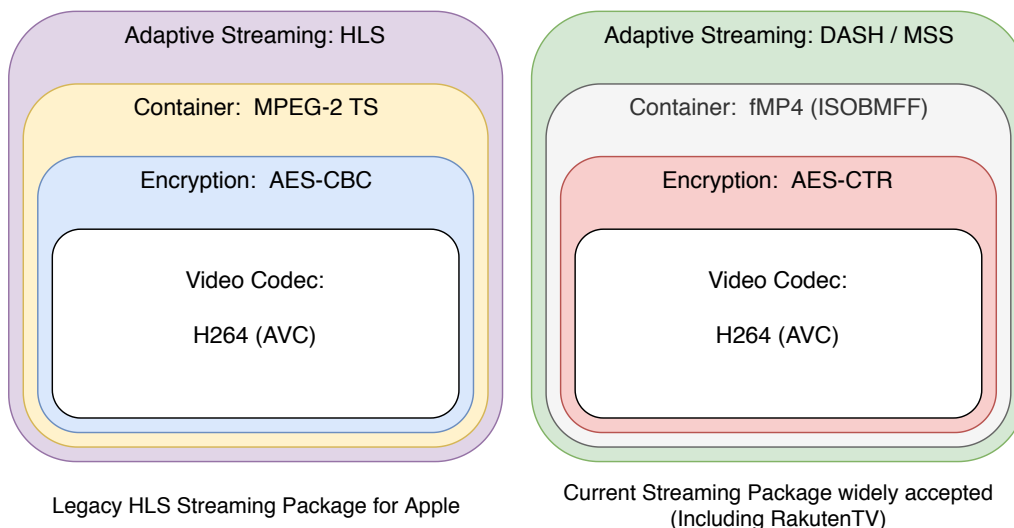 Adaptive Streaming: HLS
Container: MPEG-2 TS
Encryption: AES-CBC
Video Codec:
H264 (AVC)
Legacy HLS Streaming Package for Apple
Adaptive Streaming: DASH / MSS
Container: fMP4 (ISOBMFF)
Encryption: AES-CTR
Video Codec:
H264 (AVC)
Current Streaming Package widely accepted
(Including RakutenTV)